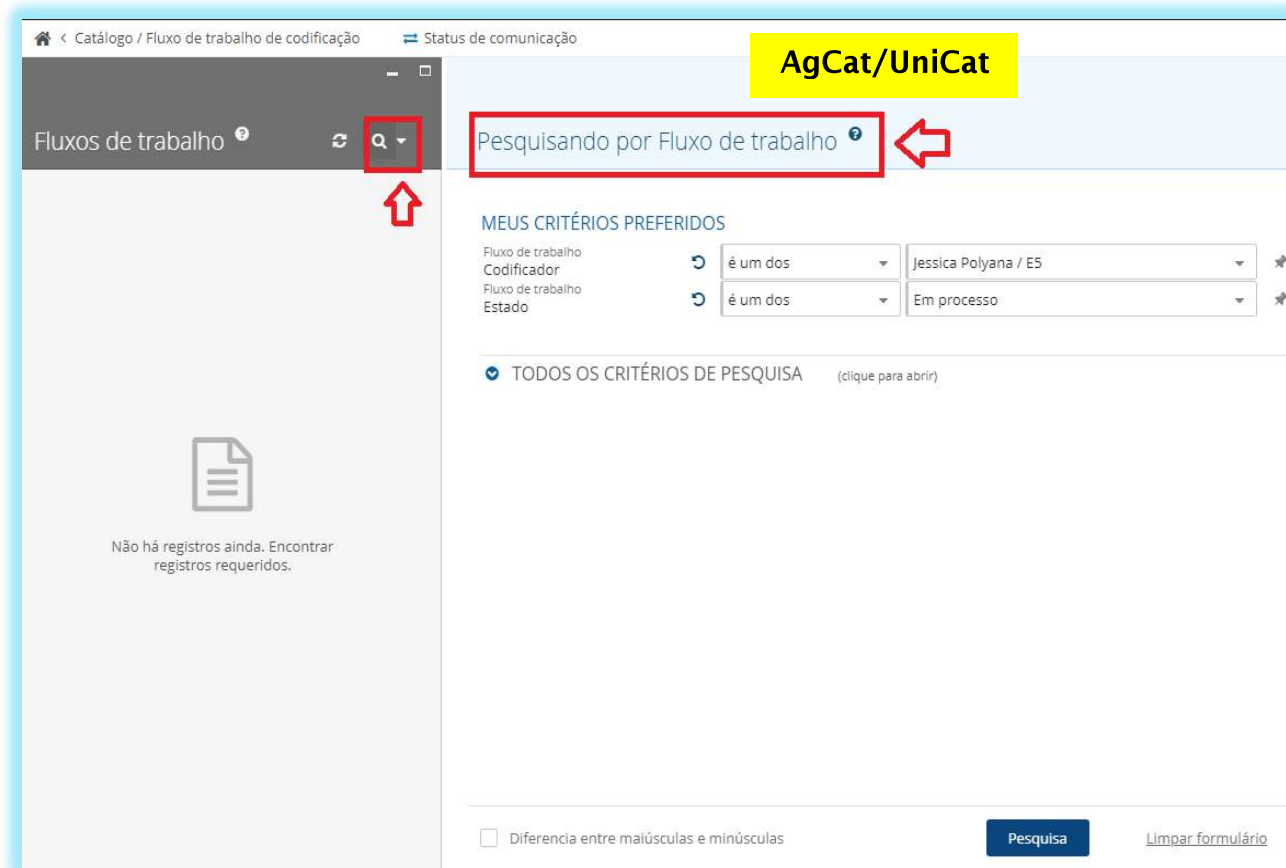 Catálogo / Fluxo de trabalho de codificação
Status de comunicação
AgCat/UniCat
Fluxos de trabalho
Pesquisando por Fluxo de trabalho
MEUS CRITÉRIOS PREFERIDOS
Fluxo de trabalho
Codificador
é um dos
Jessica Polyana / E5
Fluxo de trabalho
Estado
é um dos
Em processo
TODOS OS CRITÉRIOS DE PESQUISA (clique para abrir)
Não há registros ainda. Encontrar
registros requeridos.
Diferencia entre maiúsculas e minúsculas
Pesquisa
Limpar formulário